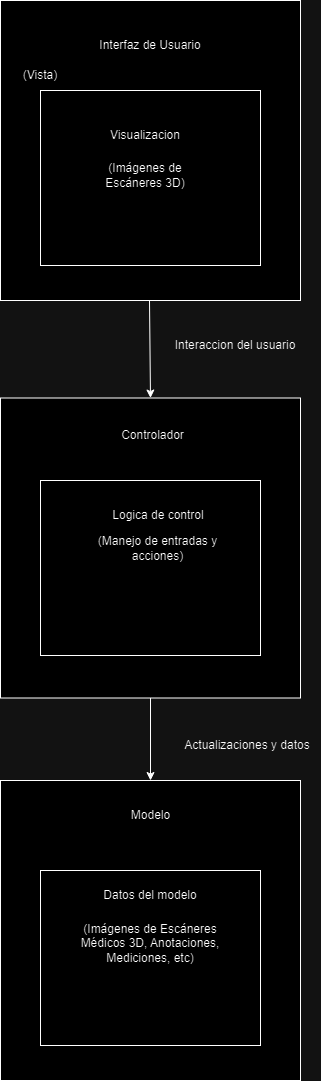 Interfaz de Usuario
(Vista)
Visualizacion
(Imágenes de
Escáneres 3D)
Interaccion del usuario
Controlador
Logica de control
(Manejo de entradas y
acciones)
Actualizaciones y datos
Modelo
Datos del modelo
(Imágenes de Escáneres
Médicos 3D, Anotaciones,
Mediciones, etc)